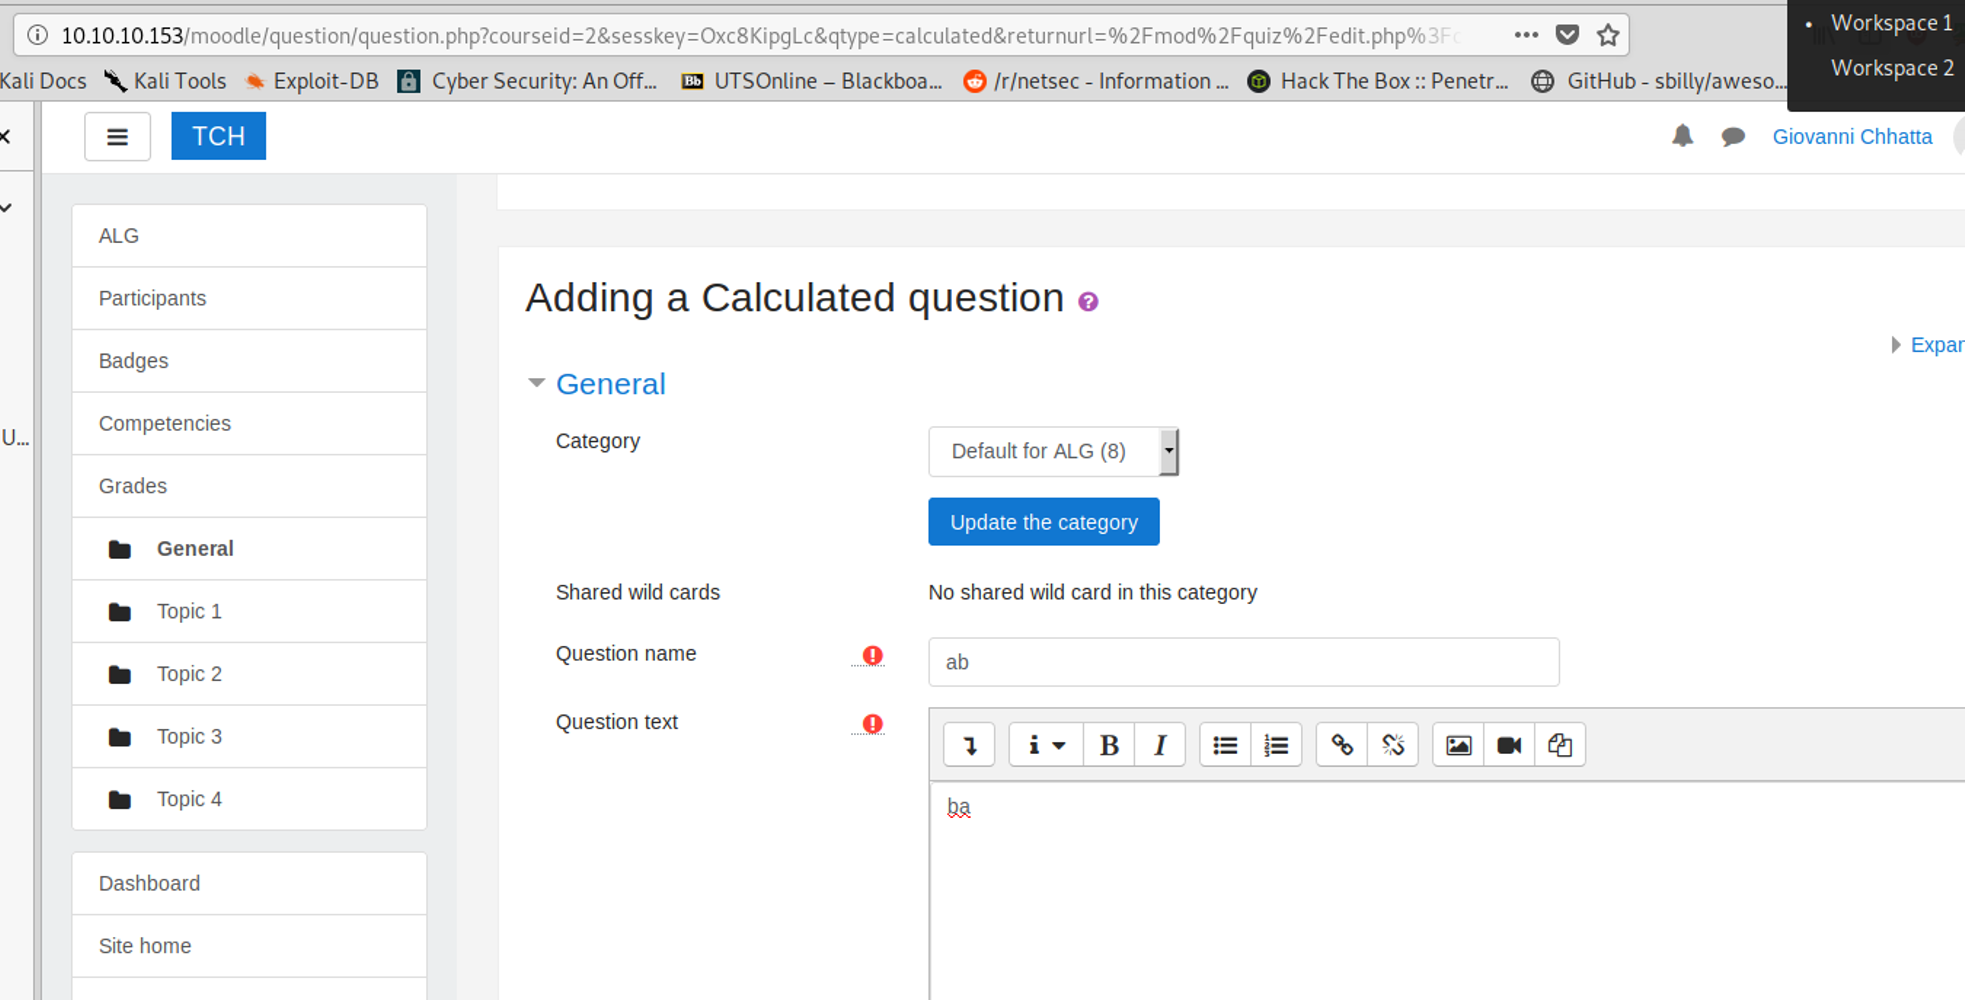 10.10.10.153/moodle/question/question.php?courseid=2&sesskey=Oxc8KipgLc&qtype=calculated&returnurl=%2Fmod%2Fquiz%2Fedit.php%3F
Workspace 1
Workspace 2
Kali Docs Kali Tools Exploit-DB Cyber Security: An Off... Bb UTSOnline – Blackboa... /r/netsec - Information ... Hack The Box :: Penetr... GitHub - sbilly/aweso...
TCH
Giovanni Chhatta
ALG
Participants
Badges
Competencies
Grades
General
Topic 1
Topic 2
Topic 3
Topic 4
Dashboard
Site home
U...
Adding a Calculated question
Expan
General
Category
Default for ALG (8)
Update the category
Shared wild cards
No shared wild card in this category
Question name
ab
Question text
B I
ba